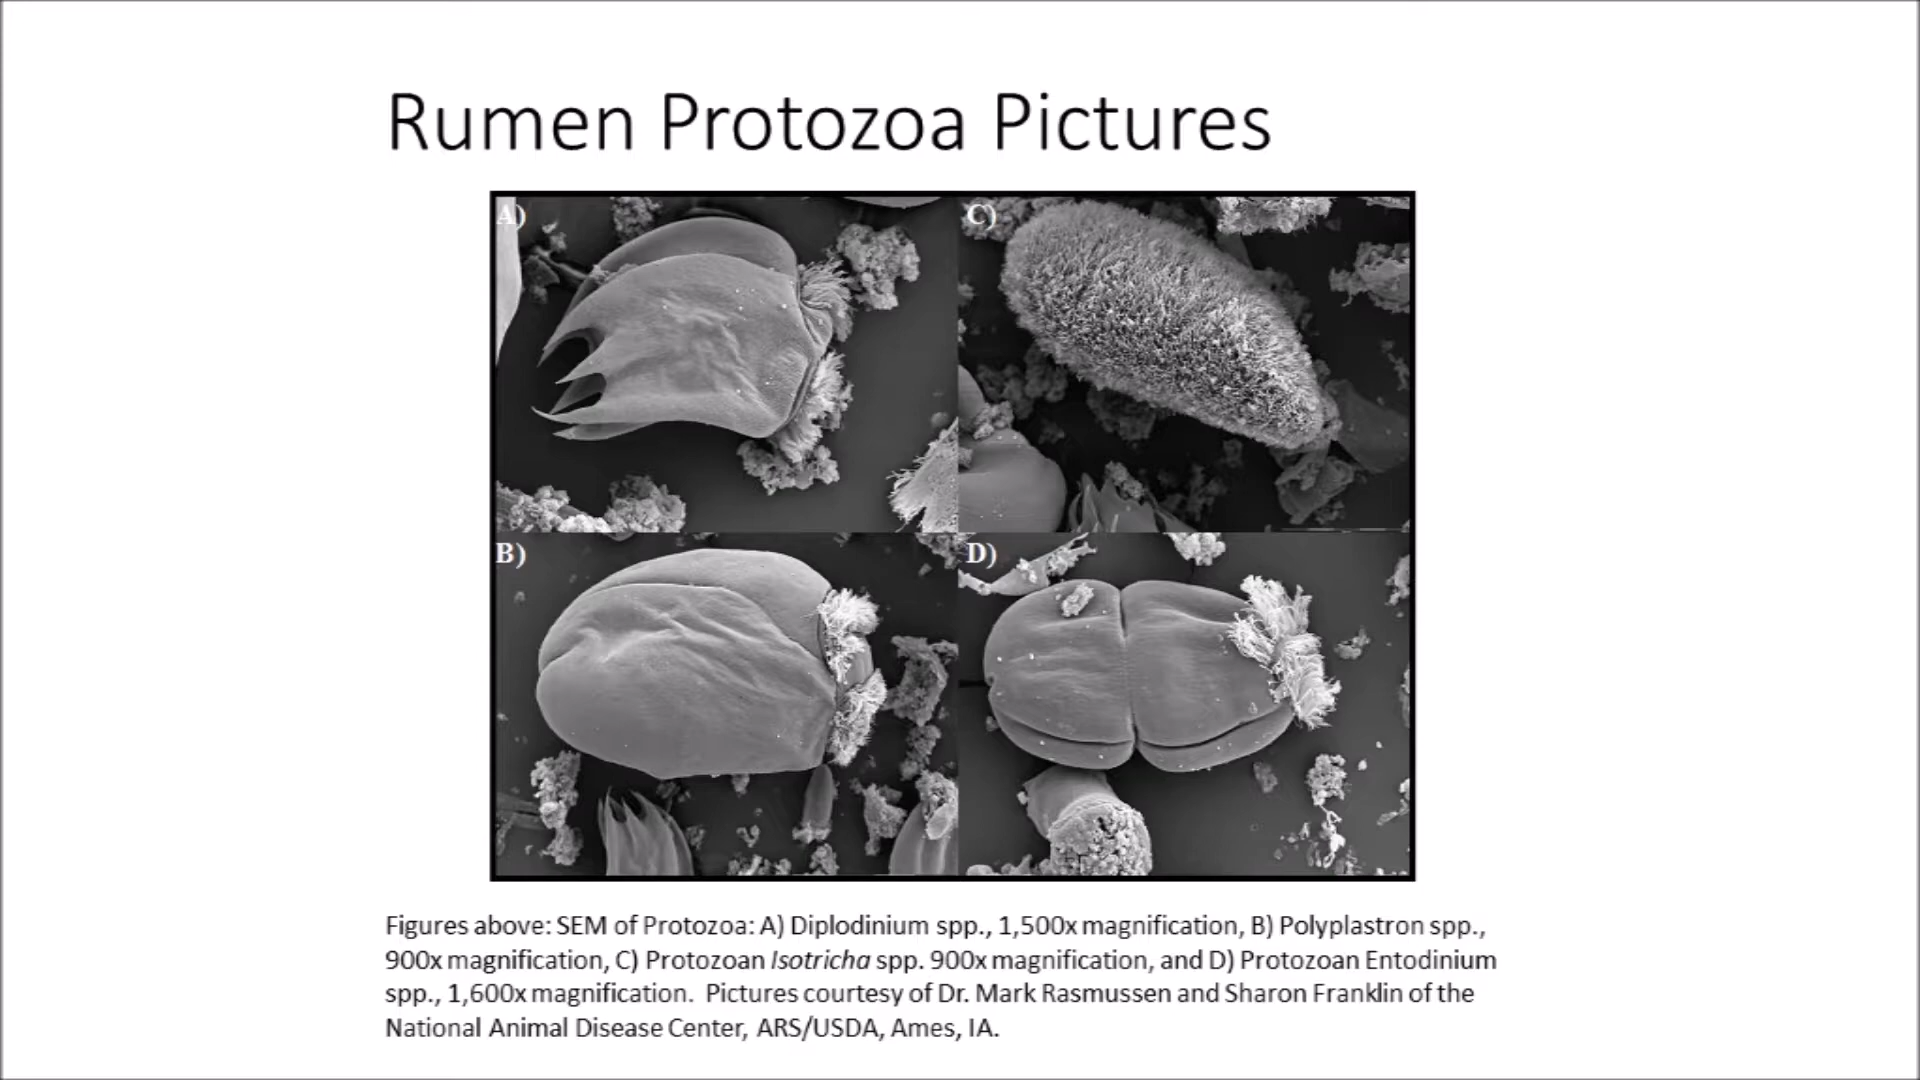 Rumen Protozoa Pictures
A)
C)
B)
D)
Figures above: SEM of Protozoa: A) Diplodinium spp., 1,500x magnification, B) Polyplastron spp.,
900x magnification, C) Protozoan Isotricha spp. 900x magnification, and D) Protozoan Entodinium
spp., 1,600x magnification. Pictures courtesy of Dr. Mark Rasmussen and Sharon Franklin of the
National Animal Disease Center, ARS/USDA, Ames, IA.